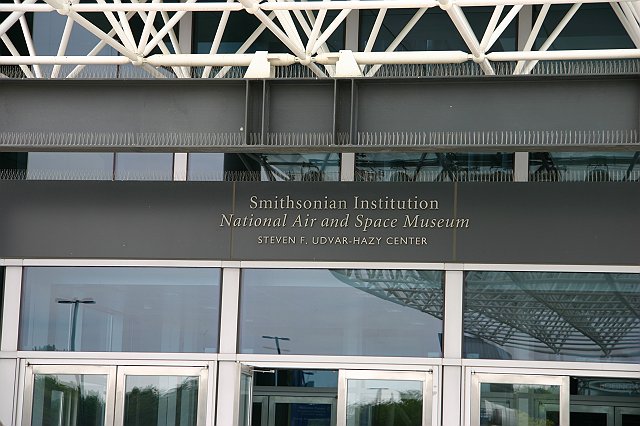 Smithsonian Institution
National Air and Space Museum
STEVEN F. UDVAR-HAZY CENTER